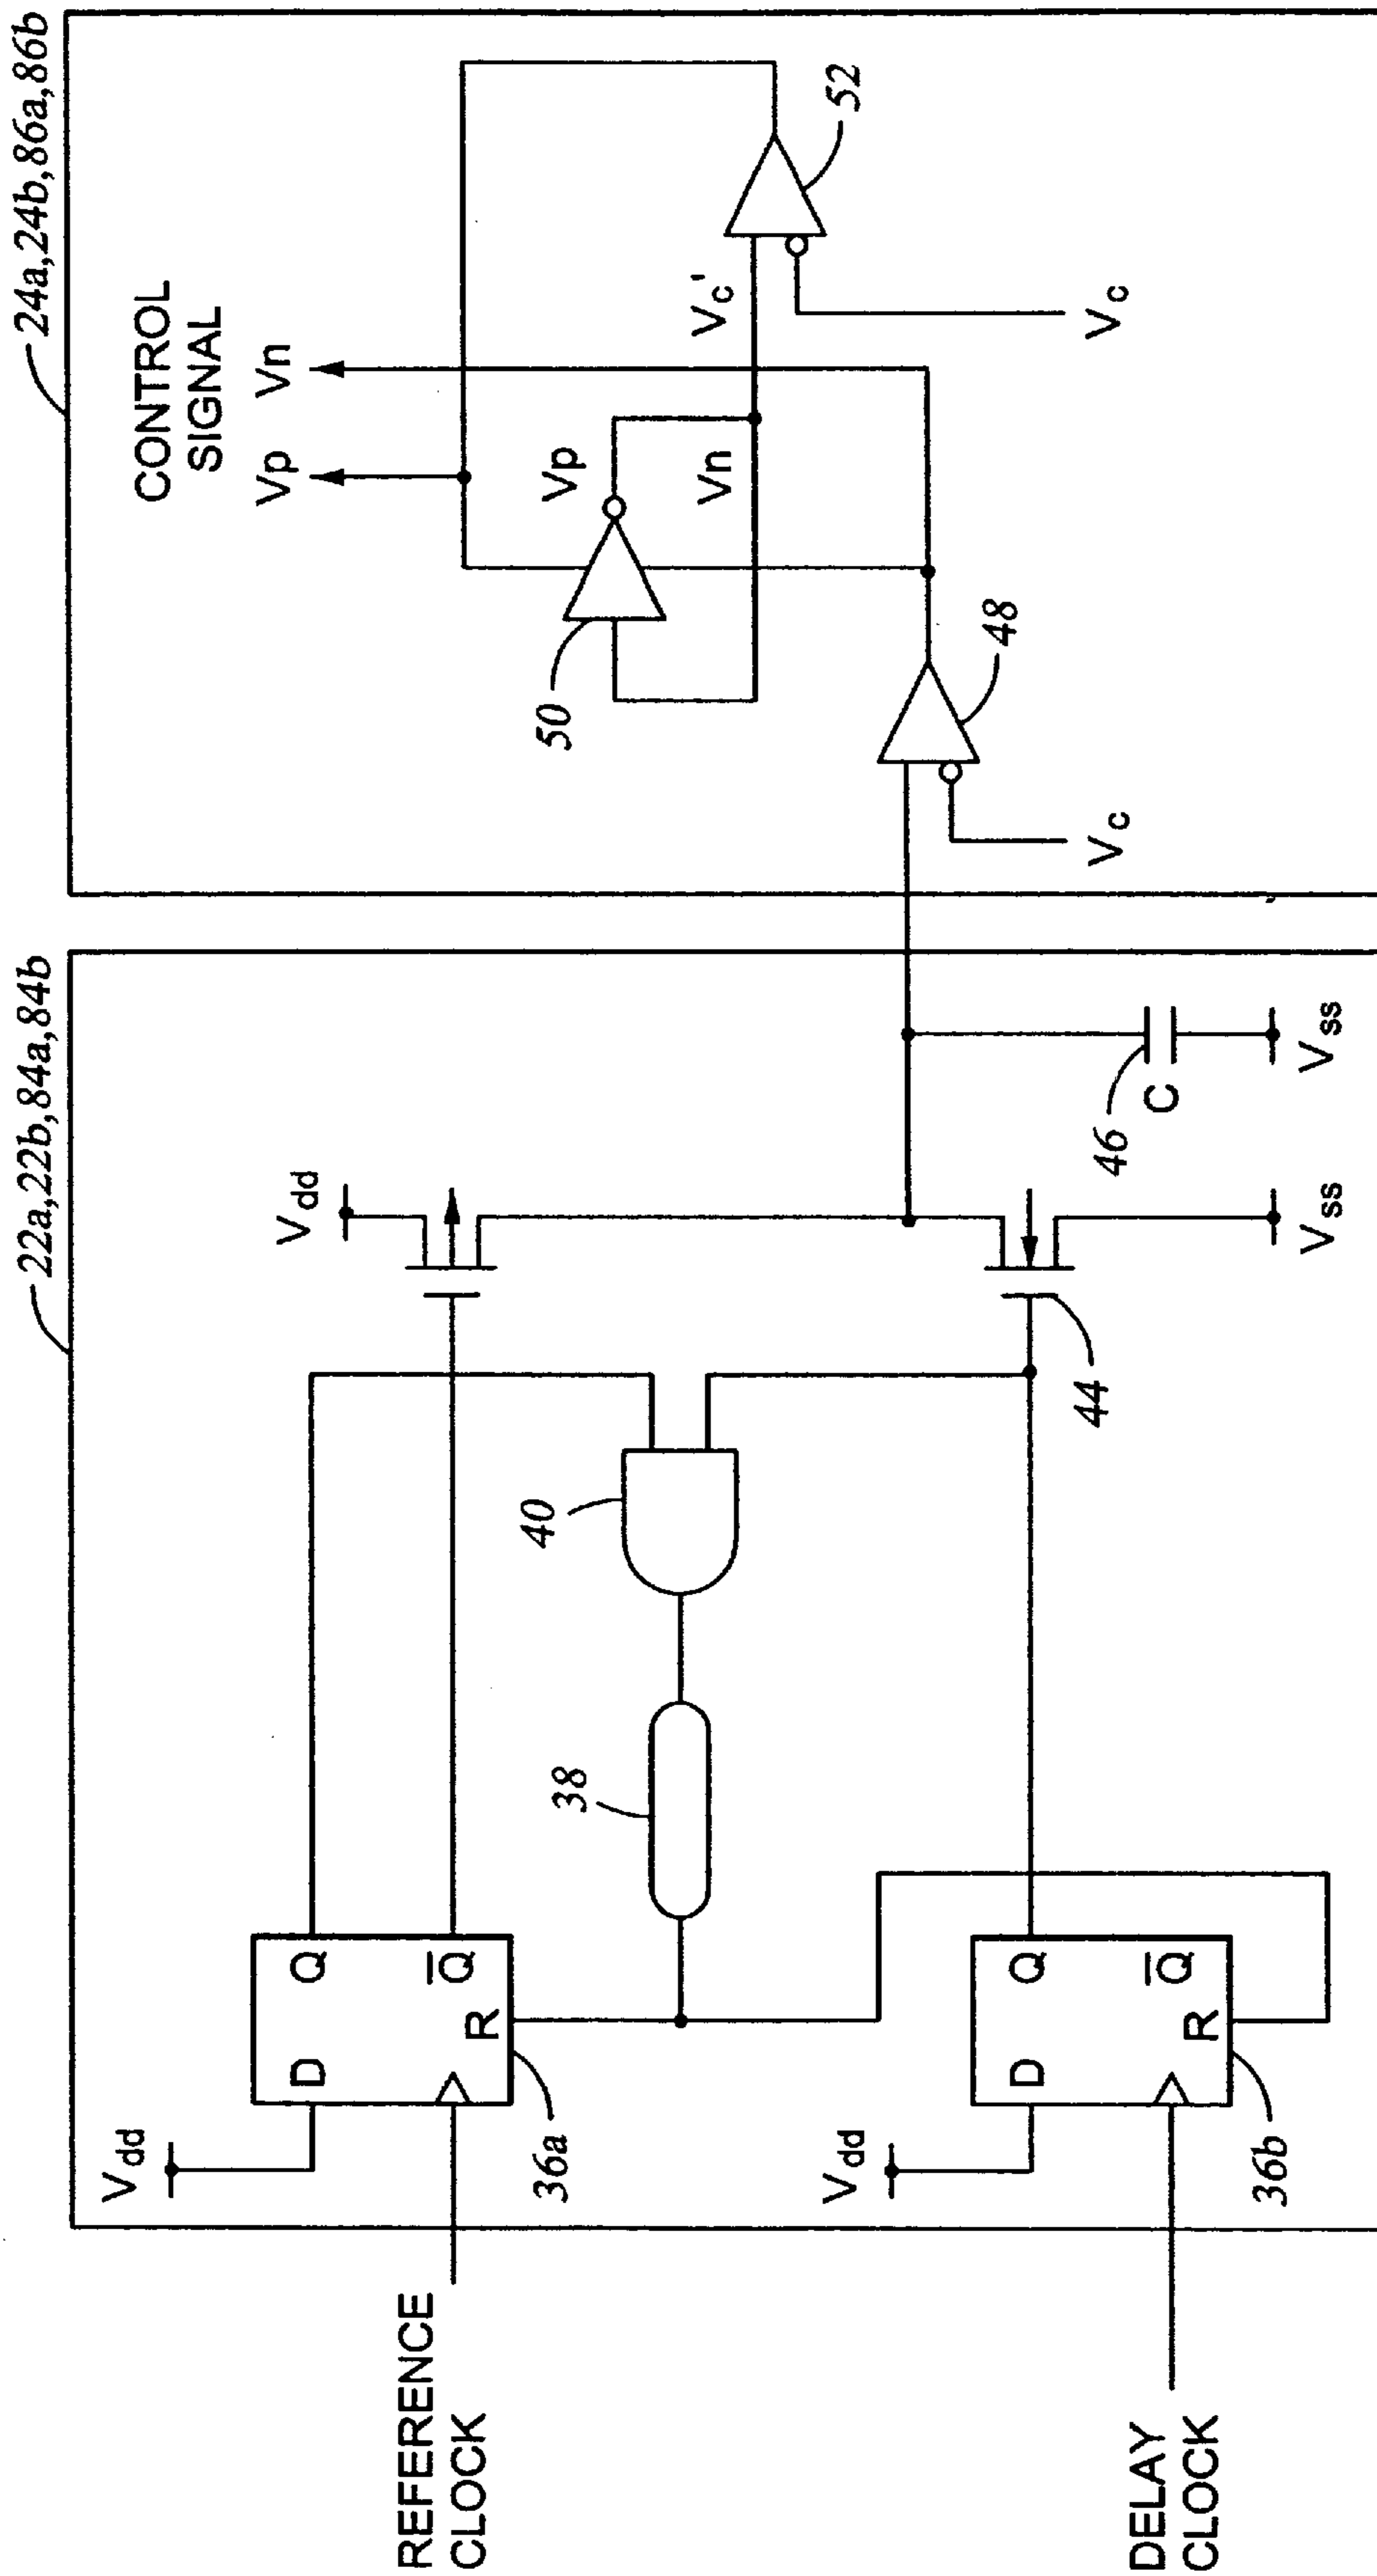 22a,22b,84a,84b
24a,24b,86a,86b
REFERENCE
CLOCK
DELAY
CLOCK
Vdd
D
Q
Q̅
R
36a
Vdd
D
Q
Q̅
R
36b
38
40
Vdd
44
Vss
46
C
Vss
CONTROL
SIGNAL
Vp
Vn
50
Vp
Vn
Vc'
52
Vc
48
Vc